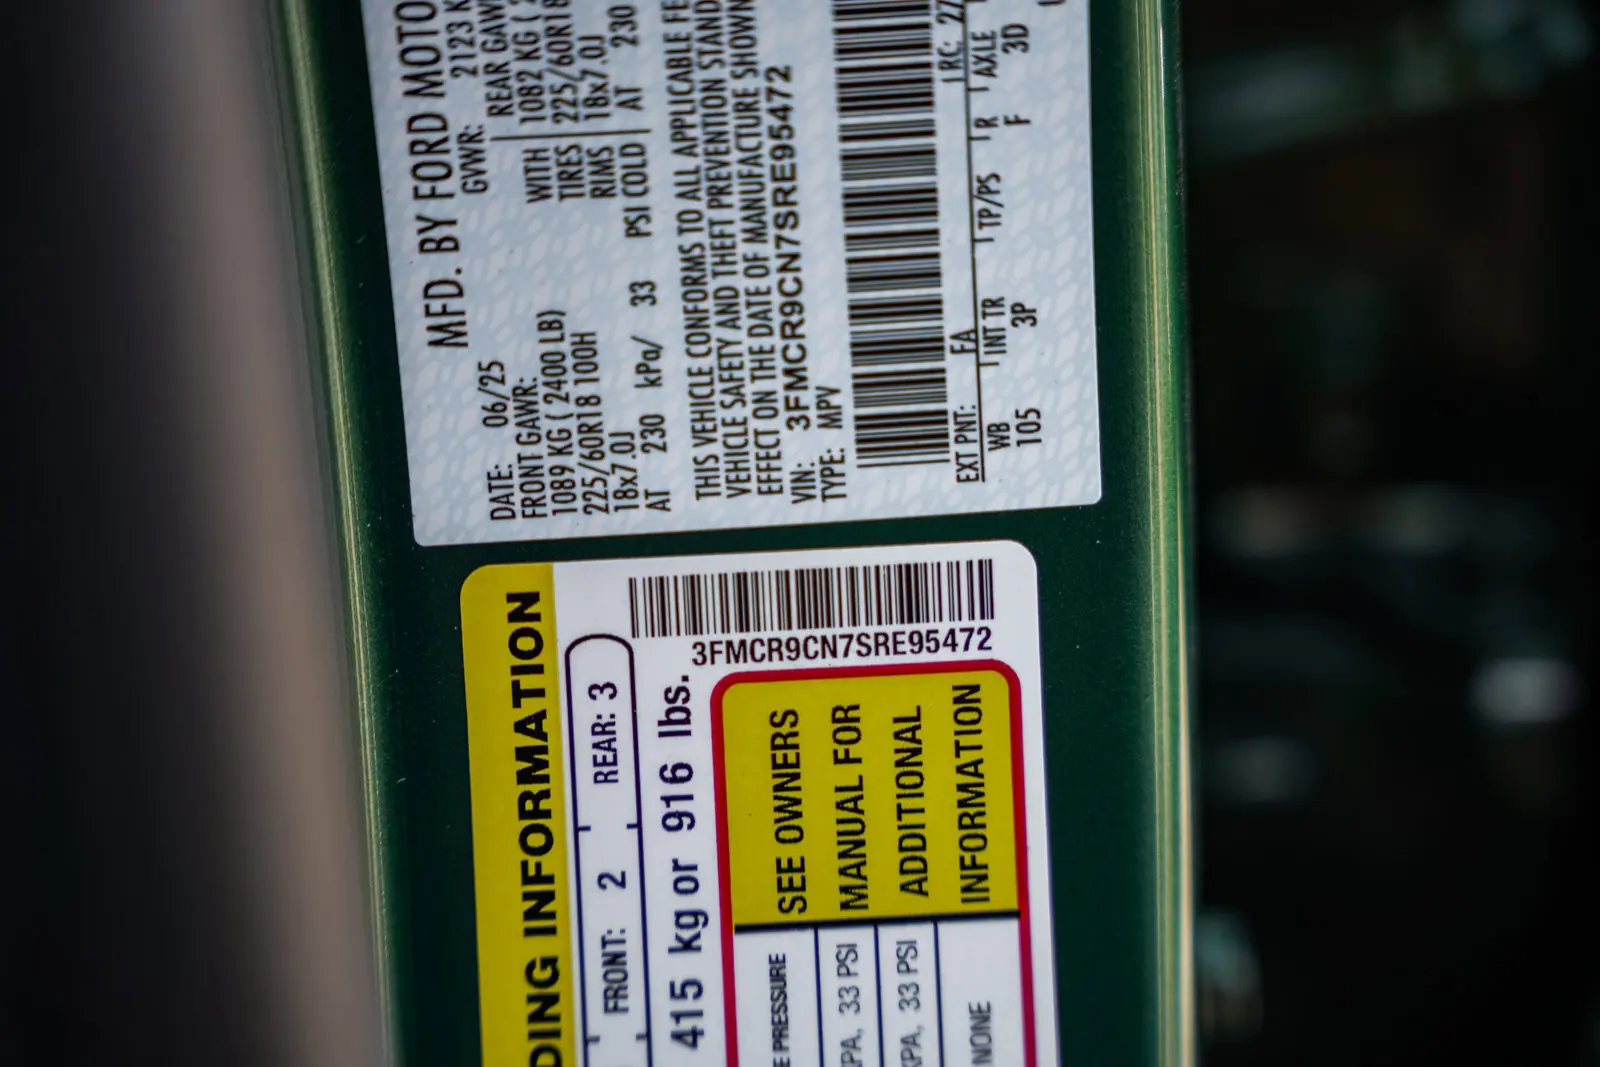 MFD. BY FORD MOTO
DATE: 06/25 GWVR: 2123 K
FRONT GAWR: REAR GAW
1089 KG ( 2400 LB) WITH 1082 KG (
225/60R18 100H TIRES 225/60R18
18x7.0J RIMS 18x7.0J
AT 230 kPa/ 33 PSI COLD AT 230
THIS VEHICLE CONFORMS TO ALL APPLICABLE FE
VEHICLE SAFETY AND THEFT PREVENTION STAND
EFFECT ON THE DATE OF MANUFACTURE SHOWN
VIN: 3FMCR9CN7SRE95472
TYPE: MPV
EXT PNT: FA RC: 27
WB INT TR TP/PS R AXLE
105 3P F 3D
DING INFORMATION
FRONT: 2 REAR: 3
415 kg or 916 lbs.
3FMCR9CN7SRE95472
E PRESSURE
KPA, 33 PSI
KPA, 33 PSI
NONE
SEE OWNERS
MANUAL FOR
ADDITIONAL
INFORMATION